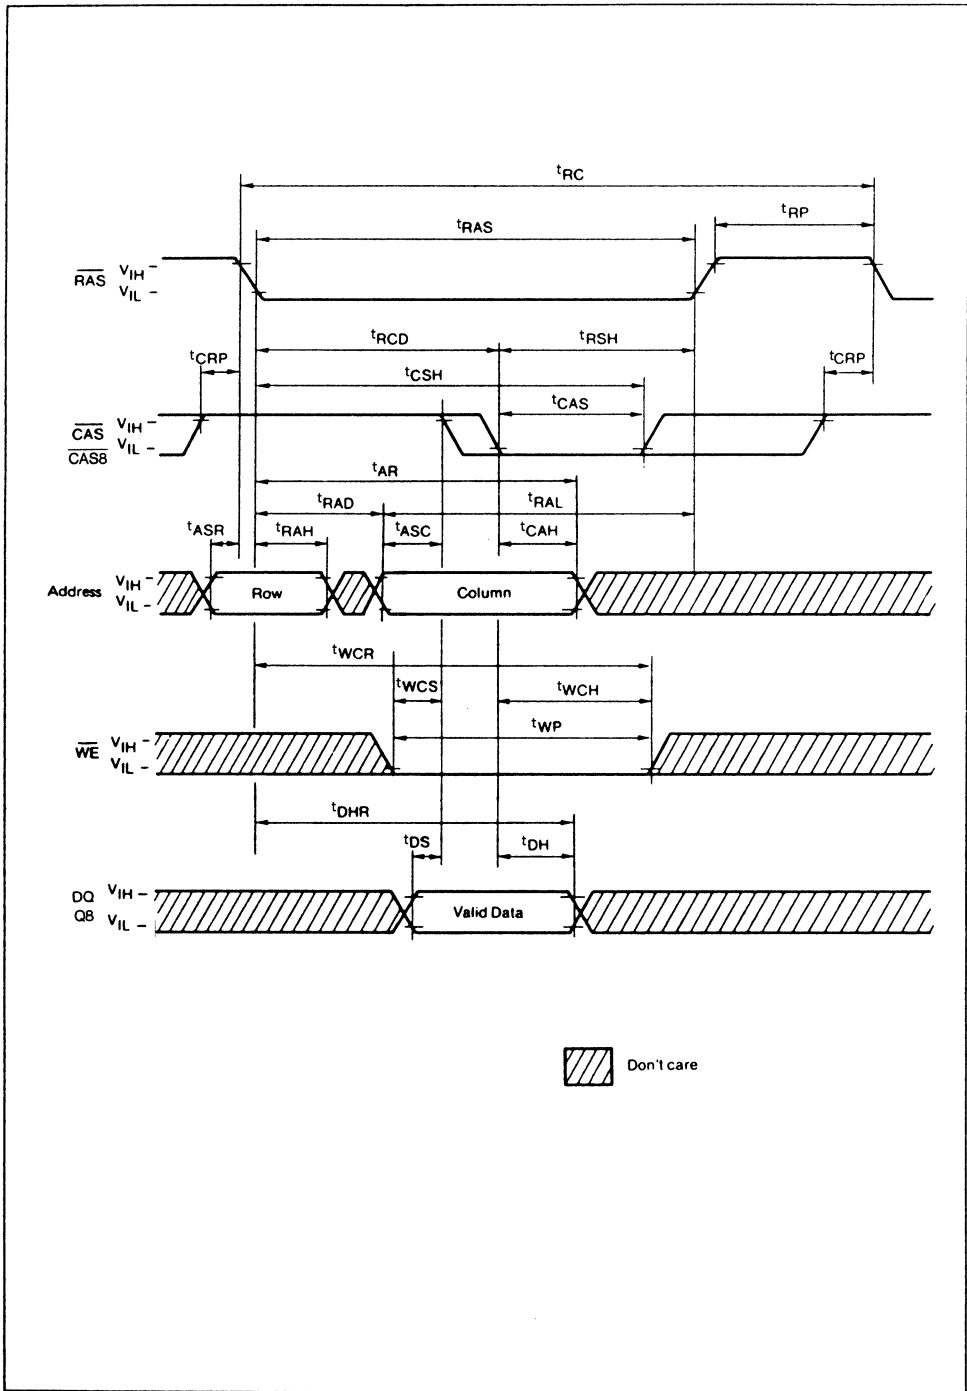 tRC
tRP
tRAS
RAS VIH
VIL
tRCD tRSH
tCRP tCRP
tCSH
tCAS
CAS VIH
CAS8 VIL
tAR
tRAD tRAL
tASR tRAH tASC tCAH
Address VIH
VIL
Row Column
tWCR
tWCS tWCH
tWP
WE VIH
VIL
tDHR
tDS tDH
DQ VIH
Q8 VIL
Valid Data
Don't care